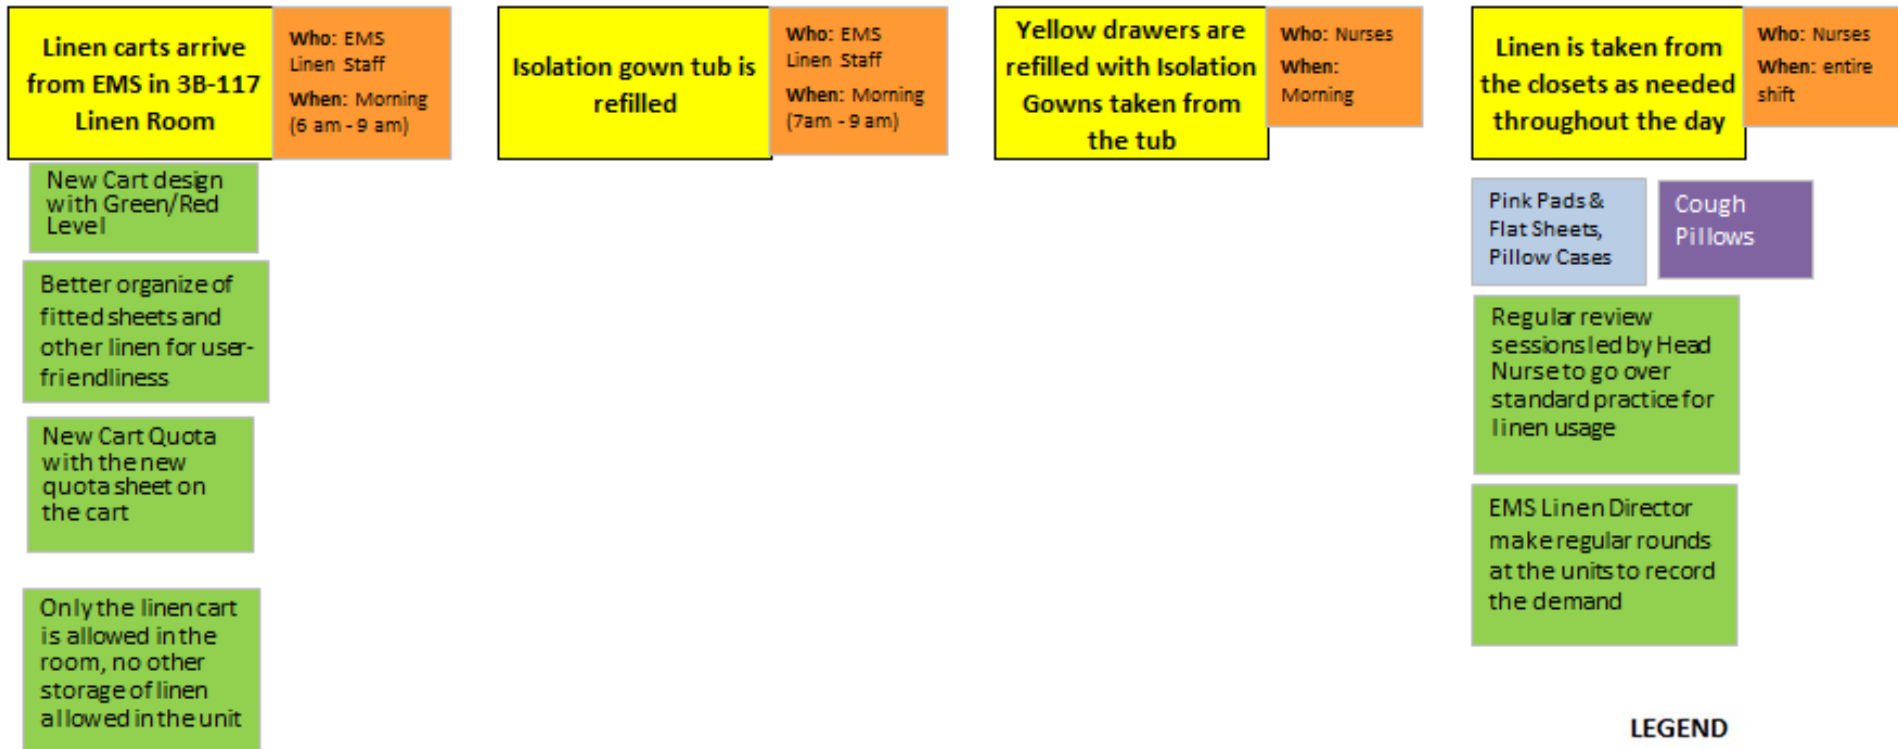 Linen carts arrive
from EMS in 3B-117
Linen Room
Who: EMS
Linen Staff
When: Morning
(6 am - 9 am)
New Cart design
with Green/Red
Level
Better organize of
fitted sheets and
other linen for user-
friendliness
New Cart Quota
with the new
quota sheet on
the cart
Only the linen cart
is allowed in the
room, no other
storage of linen
allowed in the unit
Isolation gown tub is
refilled
Who: EMS
Linen Staff
When: Morning
(7am - 9 am)
Yellow drawers are
refilled with Isolation
Gowns taken from
the tub
Who: Nurses
When:
Morning
Linen is taken from
the closets as needed
throughout the day
Who: Nurses
When: entire
shift
Pink Pads &
Flat Sheets,
Pillow Cases
Cough
Pillows
Regular review
sessions led by Head
Nurse to go over
standard practice for
linen usage
EMS Linen Director
make regular rounds
at the units to record
the demand
LEGEND